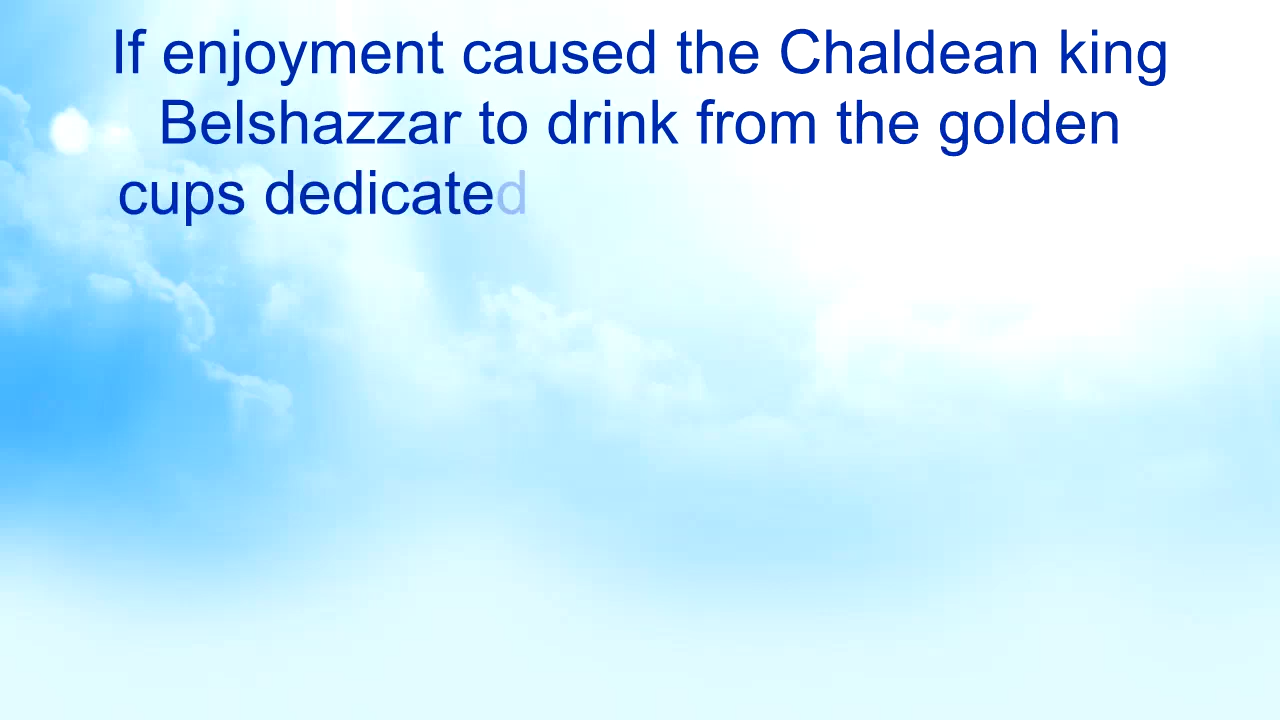 If enjoyment caused the Chaldean king
Belshazzar to drink from the golden
cups dedicated